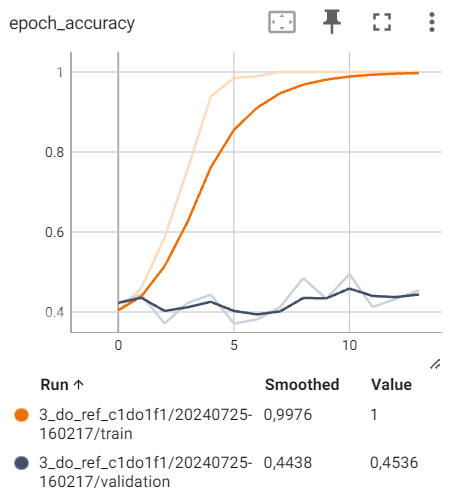 epoch_accuracy
1
0.8
0.6
0.4
0 5 10
Run ↑ Smoothed Value
3_do_ref_c1do1f1/20240725-
160217/train 0,9976 1
3_do_ref_c1do1f1/20240725-
160217/validation 0,4438 0,4536